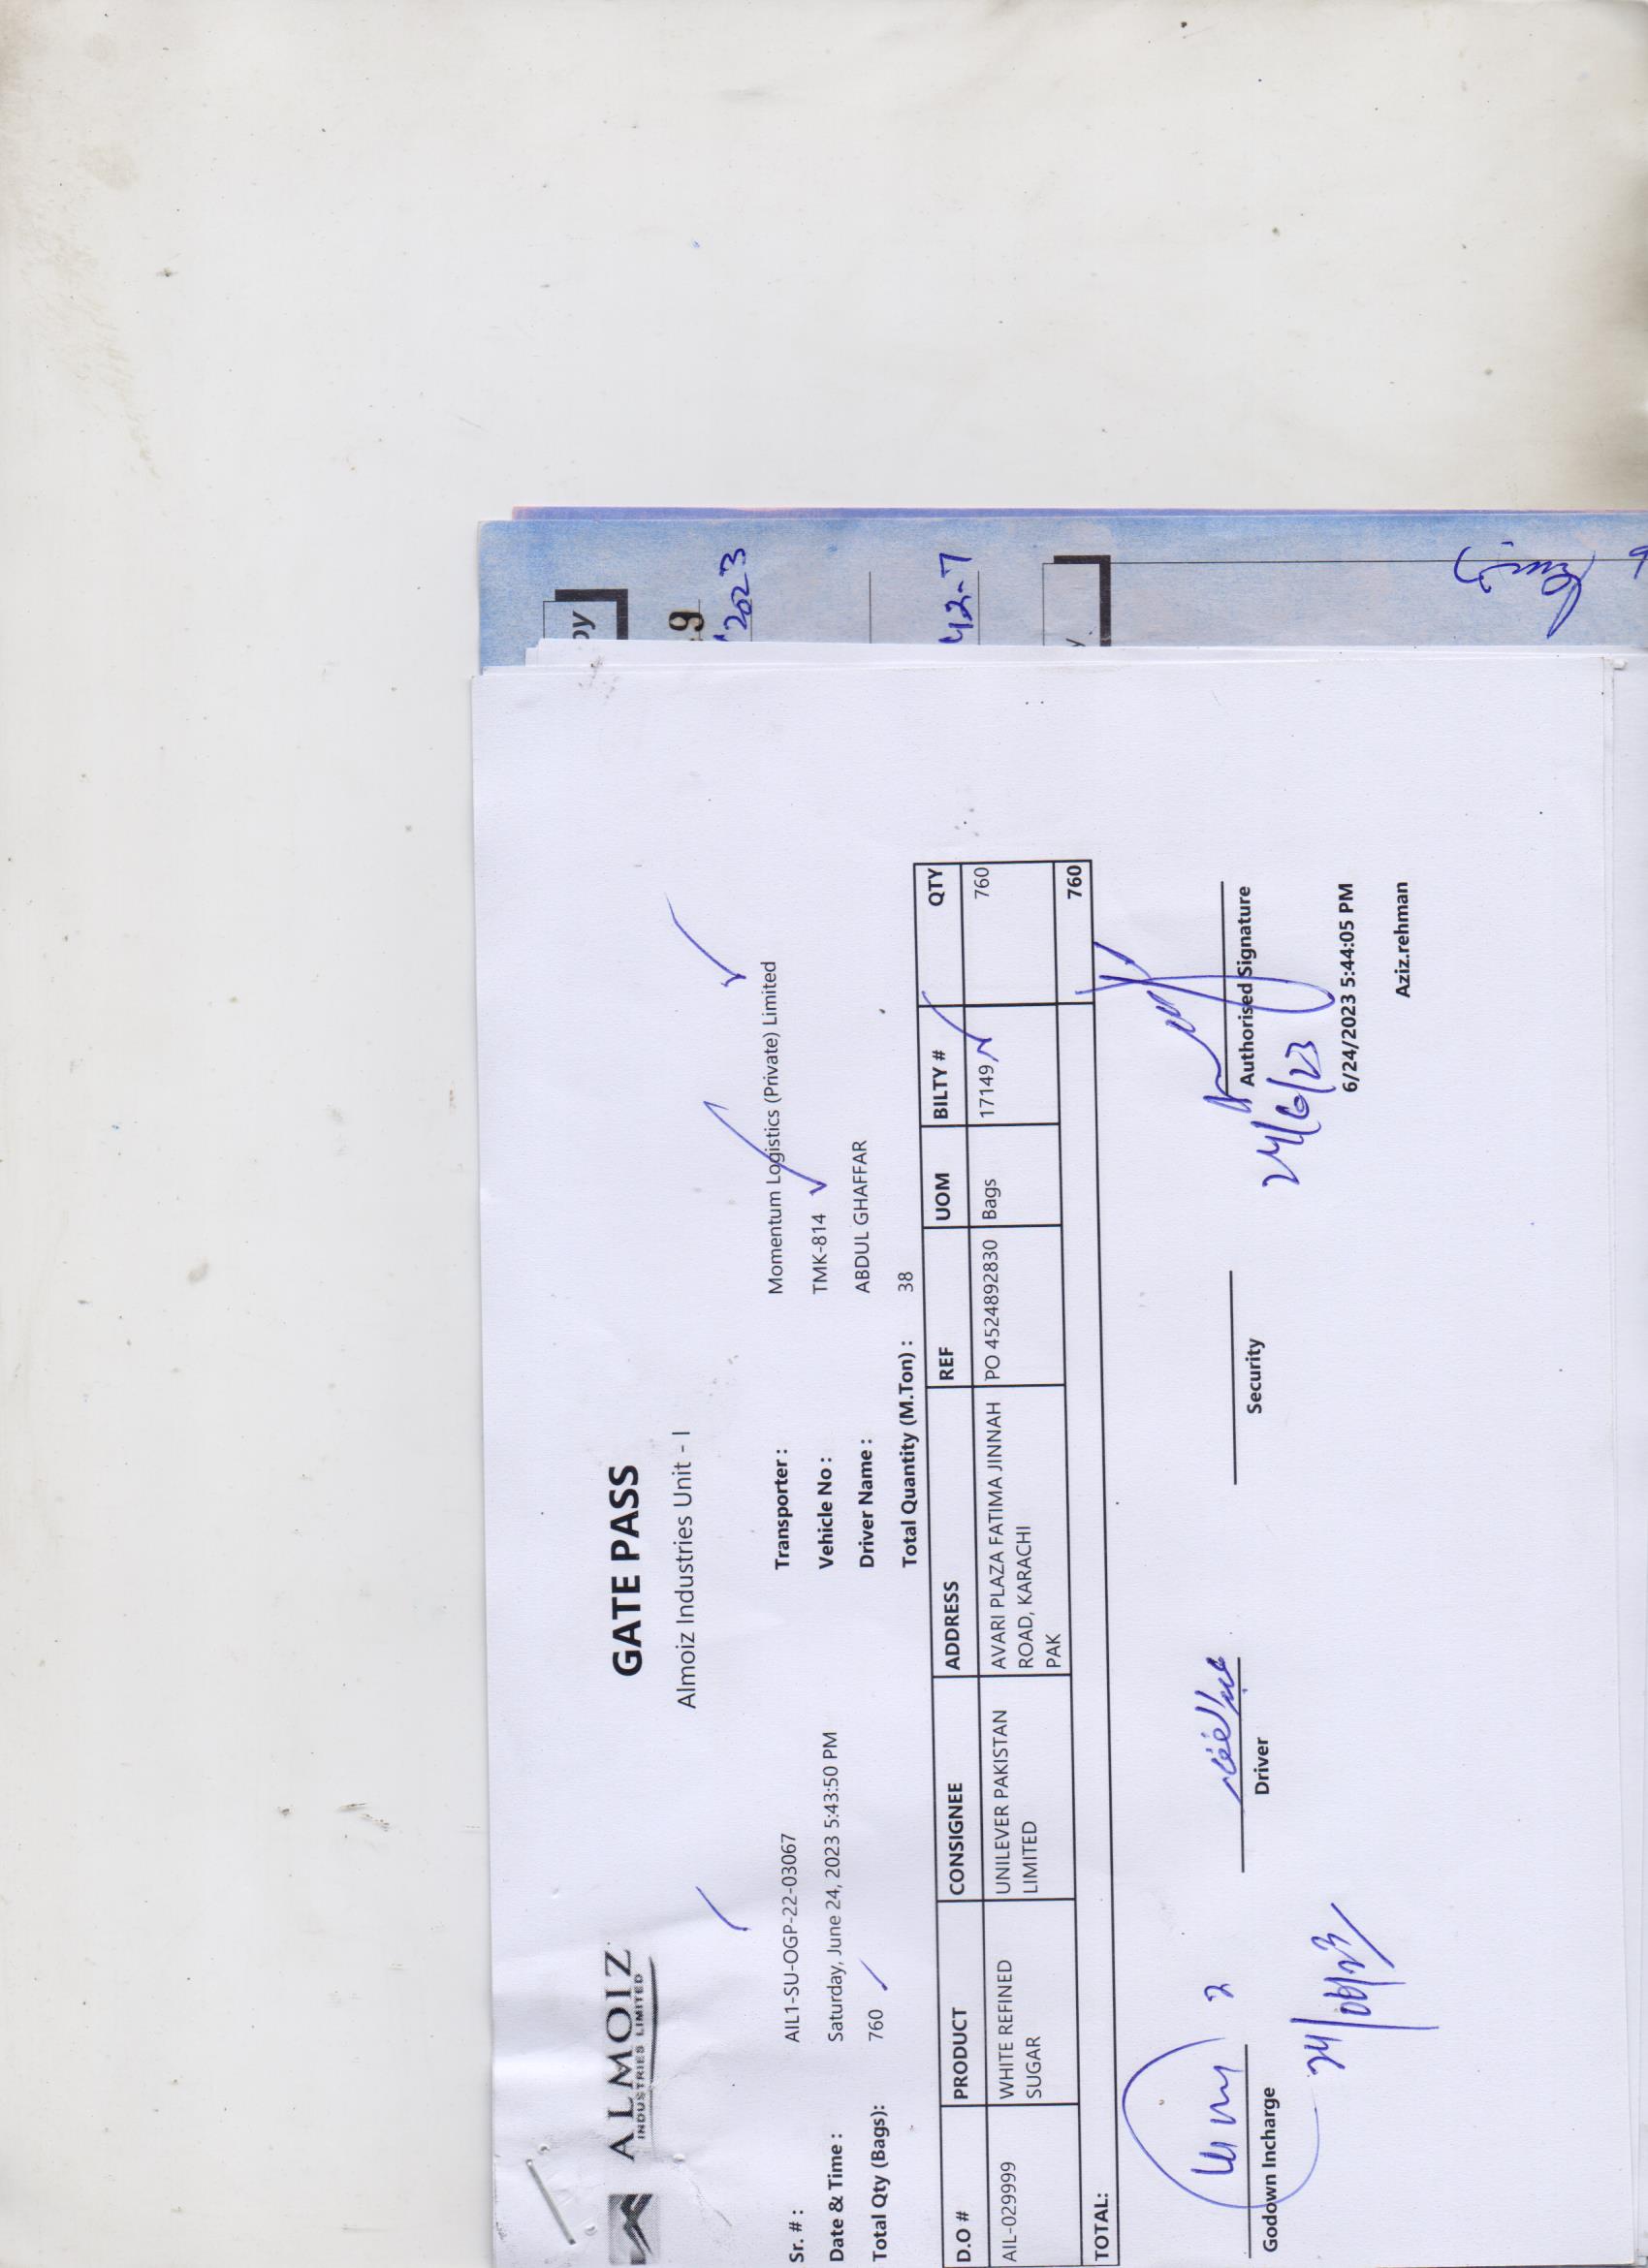 ALMOIZ
INDUSTRIES LIMITED
GATE PASS
Almoiz Industries Unit - I
Sr. # : AIL1-SU-OGP-22-03067
Transporter : Momentum Logistics (Private) Limited
Date & Time : Saturday, June 24, 2023 5:43:50 PM
Vehicle No : TMK-814
Total Qty (Bags): 760
Driver Name : ABDUL GHAFFAR
Total Quantity (M.Ton) : 38
D.O # PRODUCT CONSIGNEE ADDRESS REF UOM BILTY # QTY
AIL-029999 WHITE REFINED SUGAR UNILEVER PAKISTAN LIMITED AVARI PLAZA FATIMA JINNAH ROAD, KARACHI PAK PO 4524892830 Bags 17149 760
TOTAL: 760
Godown Incharge
24/06/23
Driver
Security
Authorised Signature
24/6/23
6/24/2023 5:44:05 PM
Aziz.rehman
py
9
2023
42-7
y